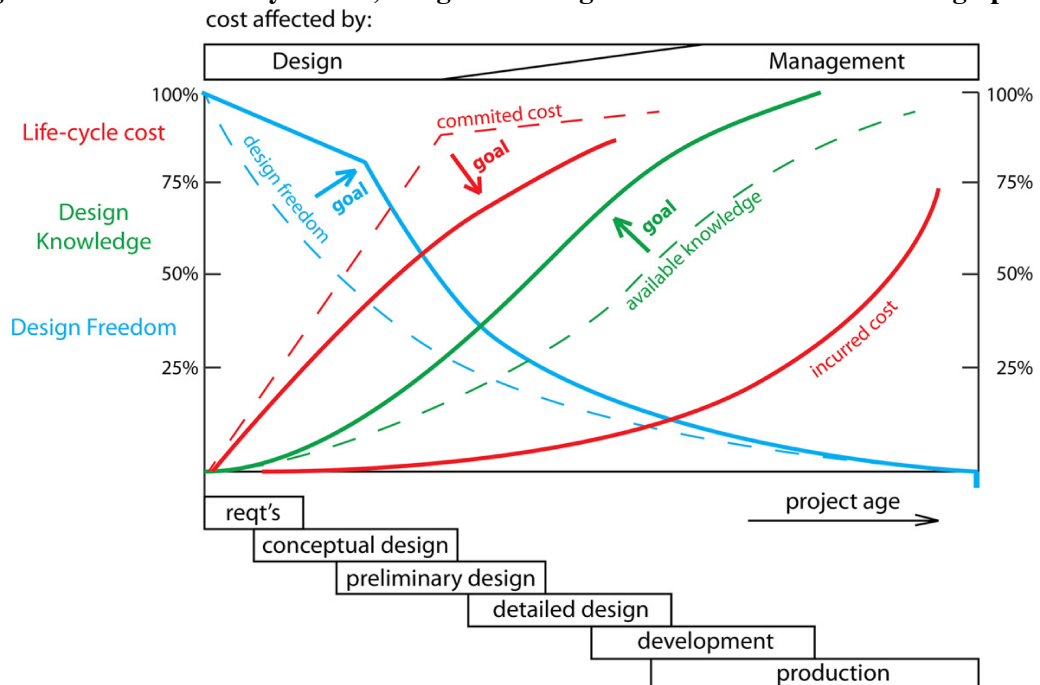 cost affected by:
Design
Management
100%
100%
Life-cycle cost
commited cost
goal
design freedom
goal
75%
75%
Design
Knowledge
goal
available knowledge
50%
50%
Design Freedom
incurred cost
25%
25%
reqt's
project age
conceptual design
preliminary design
detailed design
development
production